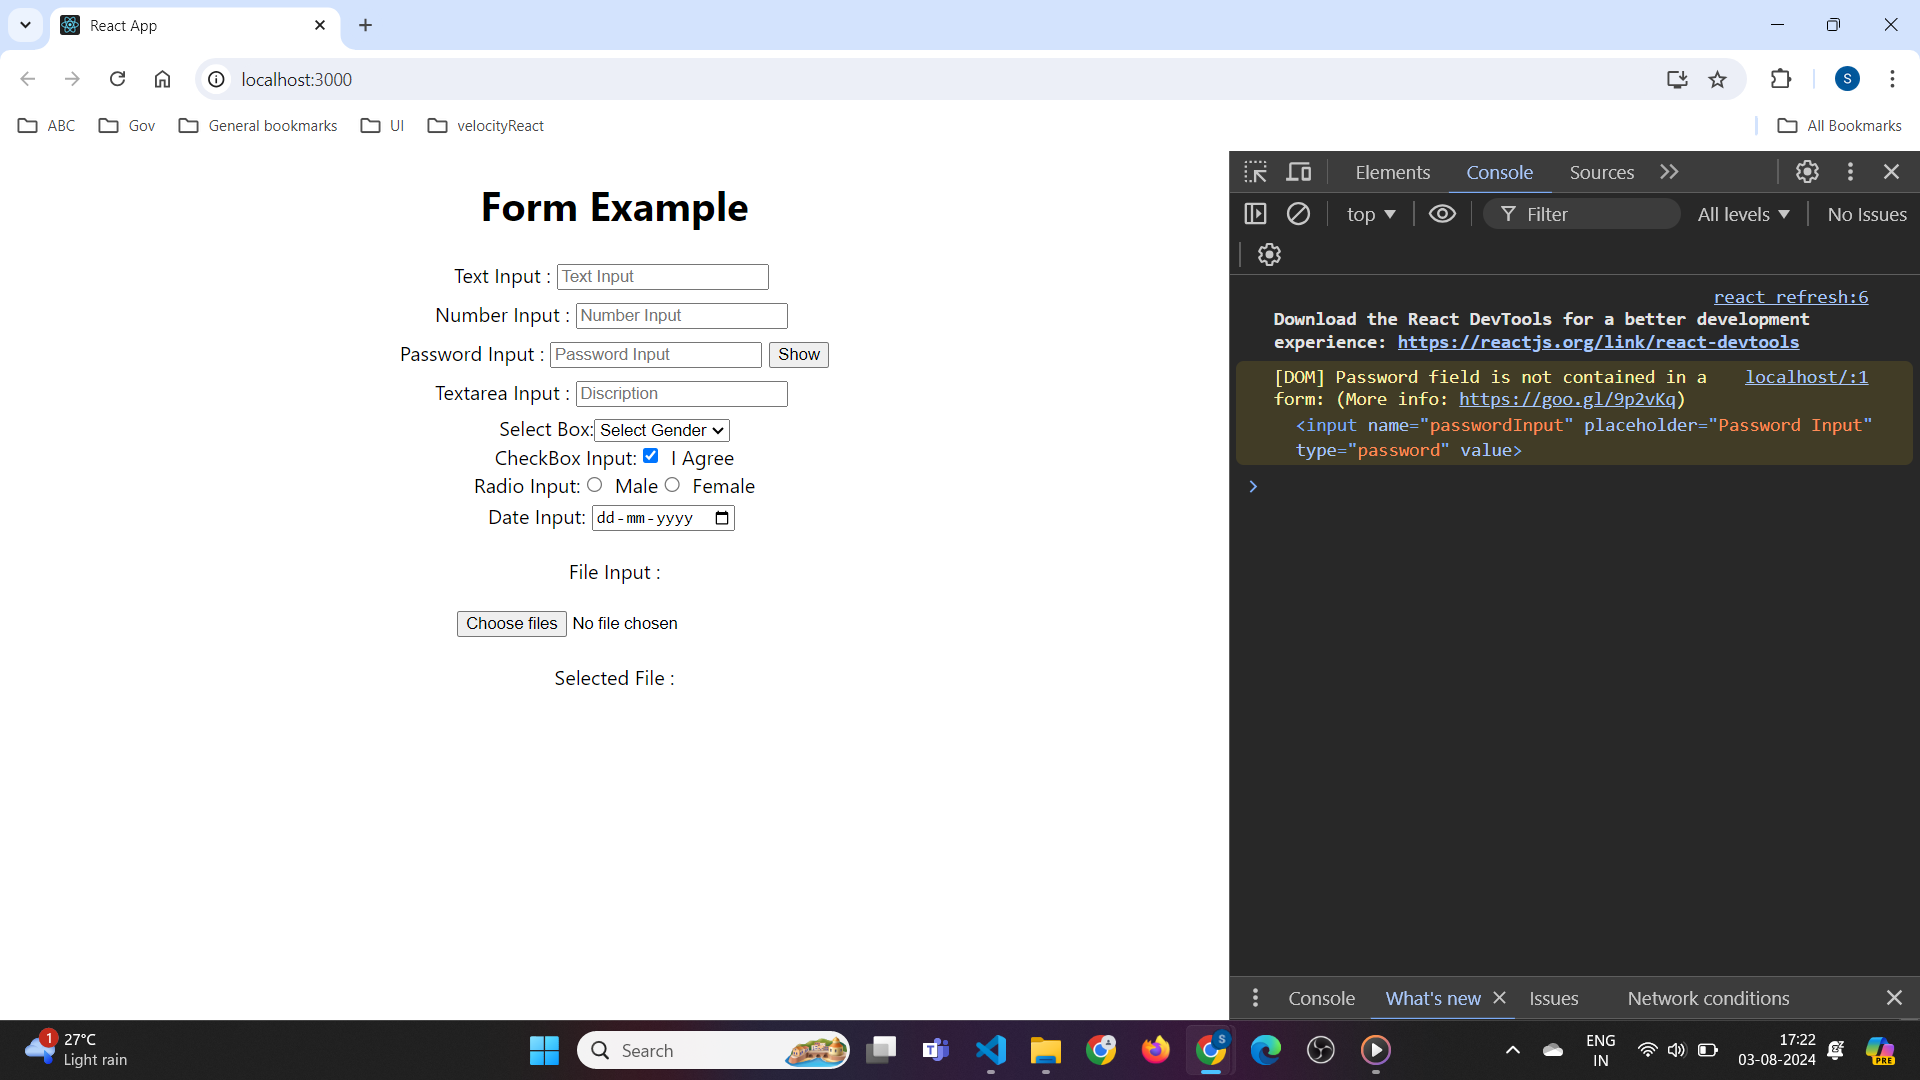 React App
localhost:3000
S
ABC
Gov
General bookmarks
UI
velocityReact
All Bookmarks
Form Example
Text Input : Text Input
Number Input : Number Input
Password Input : Password Input Show
Textarea Input : Discription
Select Box: Select Gender
CheckBox Input: I Agree
Radio Input: Male Female
Date Input: dd-mm-yyyy
File Input :
Choose files No file chosen
Selected File :
Elements Console Sources
top Filter All levels No Issues
react refresh:6
Download the React DevTools for a better development
experience: https://reactjs.org/link/react-devtools
[DOM] Password field is not contained in a localhost/:1
form: (More info: https://goo.gl/9p2vKq)
<input name="passwordInput" placeholder="Password Input"
type="password" value>
Console What's new Issues Network conditions
1
27°C
Light rain
Search
S
ENG
IN
17:22
03-08-2024
PRE